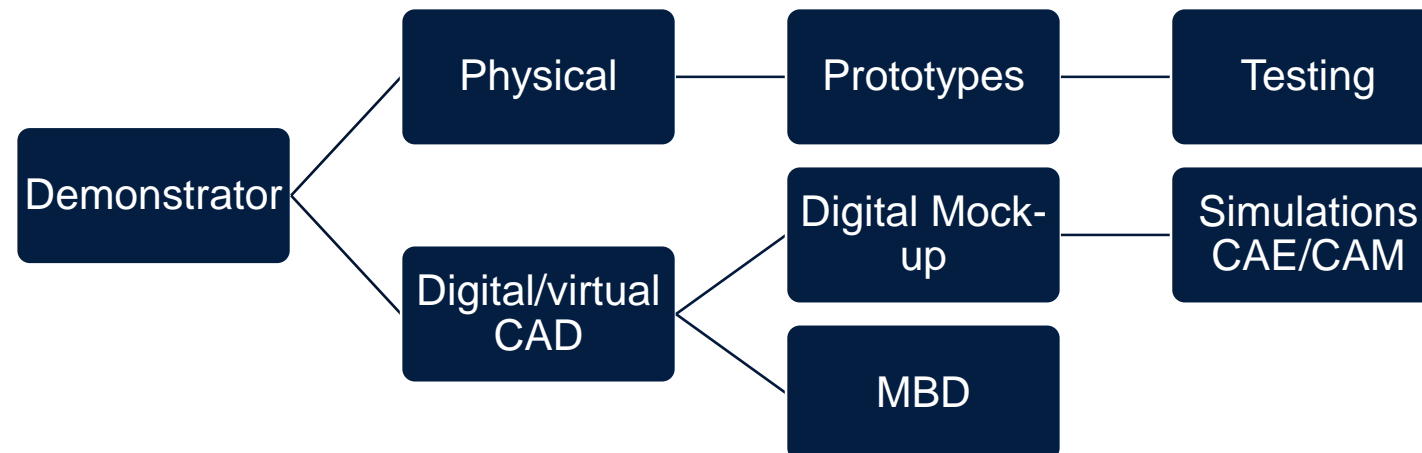 Physical
Prototypes
Testing
Demonstrator
Digital Mock-
up
Simulations
CAE/CAM
Digital/virtual
CAD
MBD